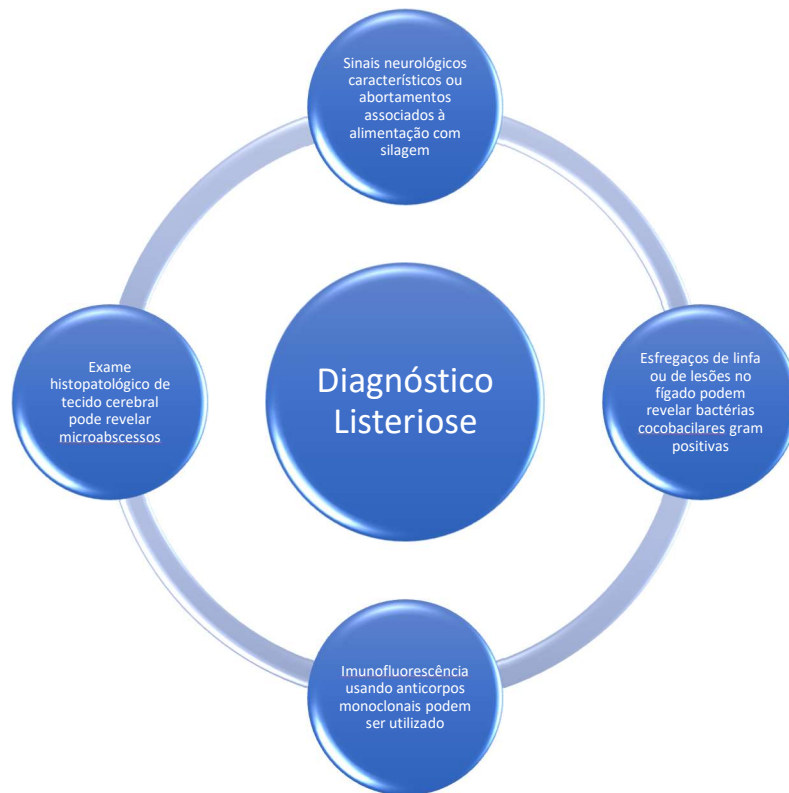 Sinais neurológicos
característicos ou
abortamentos
associados à
alimentação com
silagem
Diagnóstico
Listeriose
Esfregaços de linfa
ou de lesões no
fígado podem
revelar bactérias
cocobacilares gram
positivas
Imunofluorescência
usando anticorpos
monoclonais podem
ser utilizado
Exame
histopatológico de
tecido cerebral
pode revelar
microabscessos